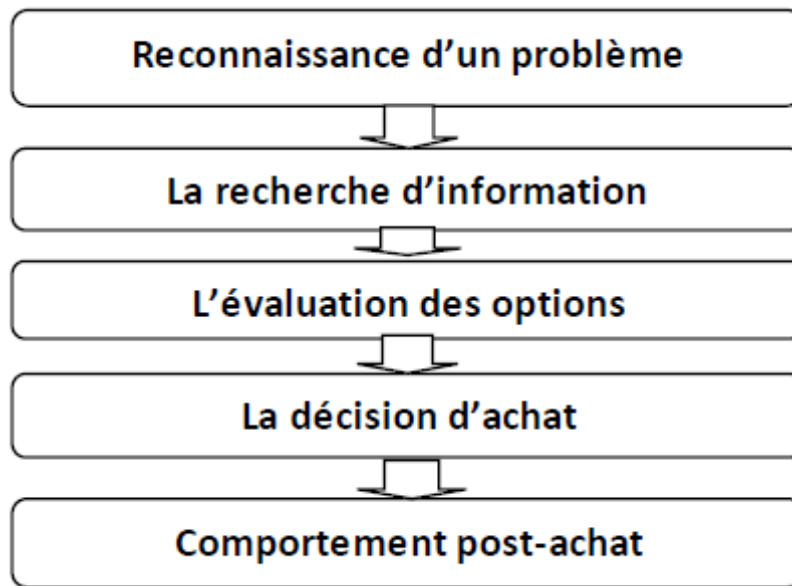 Reconnaissance d’un problème
La recherche d’information
L’évaluation des options
La décision d’achat
Comportement post-achat